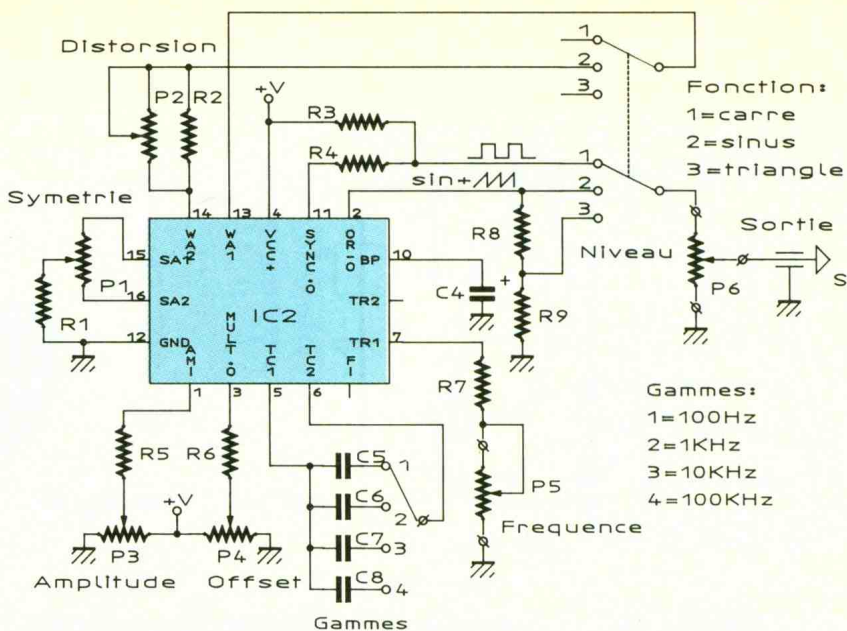 Distorsion
P2
R2
+V
R3
R4
1
2
3
Fonction:
1=carre
2=sinus
3=triangle
1
2
3
sin+
Symetrie
14
13
4
11
2
WA2
WA1
VCC+
SYNC-O
OR-O
15
SA1
BP
10
P1
16
SA2
IC2
TR2
R1
12
GND
TR1
7
AM1
MULT-O
TC1
TC2
FI
1
3
5
6
C4
+
R8
R9
Niveau
P6
Sortie
S
R5
R6
R7
P5
Frequence
+V
P3
P4
Amplitude
Offset
C5
1
C6
2
C7
3
C8
4
Gammes
Gammes:
1=100Hz
2=1KHz
3=10KHz
4=100KHz